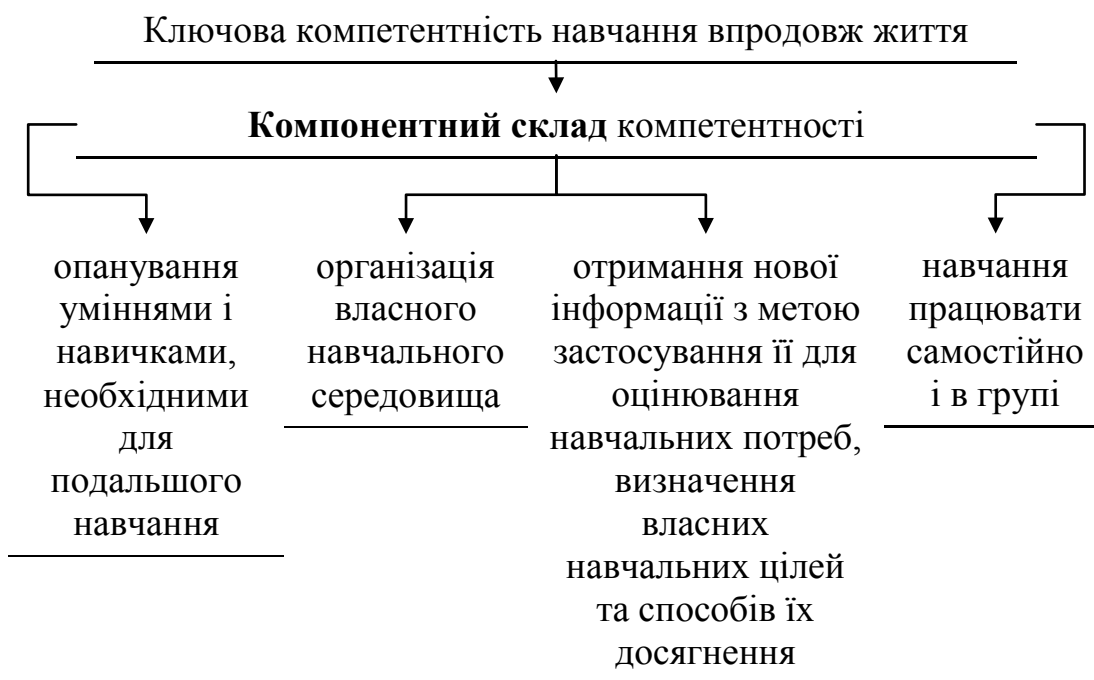 Ключова компетентність навчання впродовж життя
Компонентний склад компетентності
опанування
уміннями і
навичками,
необхідними
для
подальшого
навчання
організація
власного
навчального
середовища
отримання нової
інформації з метою
застосування її для
оцінювання
навчальних потреб,
визначення
власних
навчальних цілей
та способів їх
досягнення
навчання
працювати
самостійно
і в групі